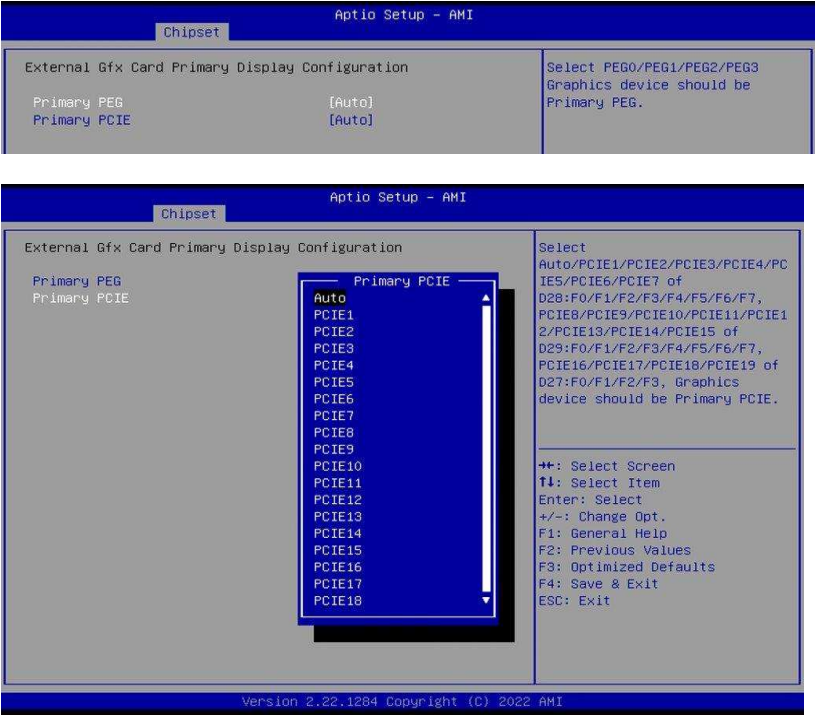 Aptio Setup - AMI
Chipset
External Gfx Card Primary Display Configuration
Primary PEG [Auto]
Primary PCIE [Auto]
Select PEG0/PEG1/PEG2/PEG3
Graphics device should be
Primary PEG.
Aptio Setup - AMI
Chipset
External Gfx Card Primary Display Configuration
Primary PEG
Primary PCIE
Primary PCIE
Auto
PCIE1
PCIE2
PCIE3
PCIE4
PCIE5
PCIE6
PCIE7
PCIE8
PCIE9
PCIE10
PCIE11
PCIE12
PCIE13
PCIE14
PCIE15
PCIE16
PCIE17
PCIE18
Select
Auto/PCIE1/PCIE2/PCIE3/PCIE4/PC
IE5/PCIE6/PCIE7 of
D28:F0/F1/F2/F3/F4/F5/F6/F7,
PCIE8/PCIE9/PCIE10/PCIE11/PCIE1
2/PCIE13/PCIE14/PCIE15 of
D29:F0/F1/F2/F3/F4/F5/F6/F7,
PCIE16/PCIE17/PCIE18/PCIE19 of
D27:F0/F1/F2/F3, Graphics
device should be Primary PCIE.
→←: Select Screen
↑↓: Select Item
Enter: Select
+/-: Change Opt.
F1: General Help
F2: Previous Values
F3: Optimized Defaults
F4: Save & Exit
ESC: Exit
Version 2.22.1284 Copyright (C) 2022 AMI